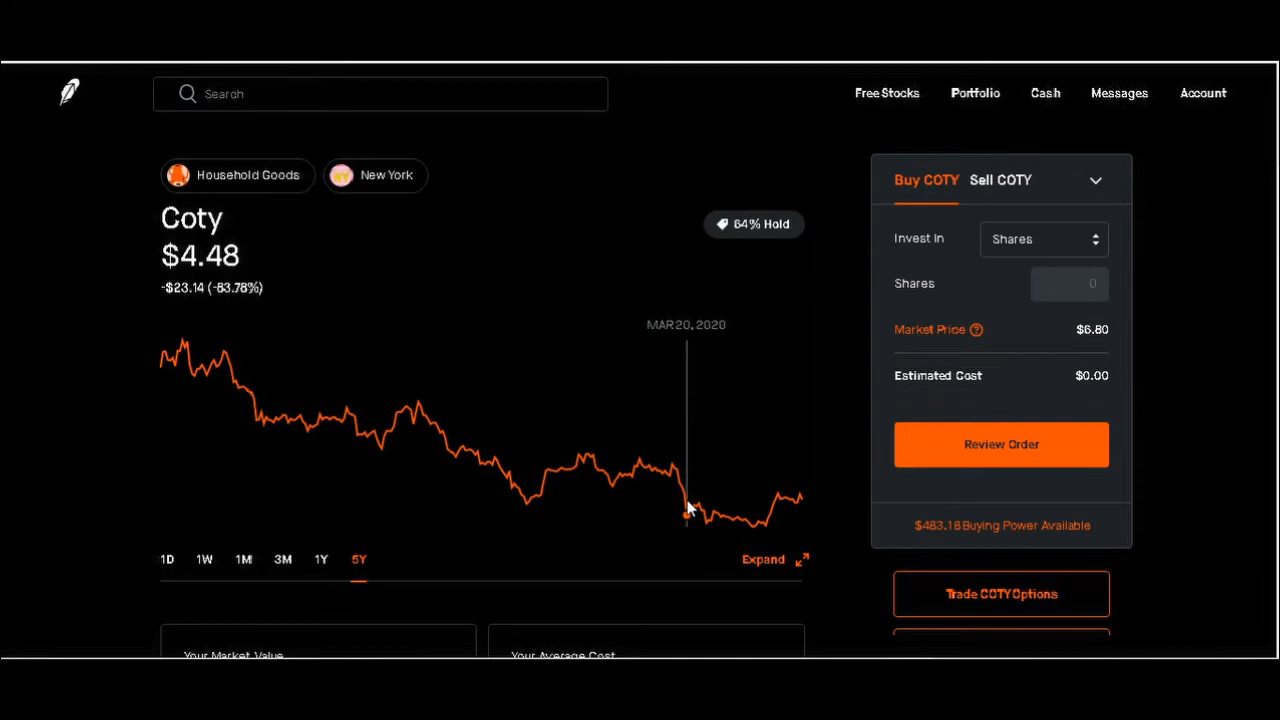 Search
Free Stocks Portfolio Cash Messages Account
Household Goods New York
Coty
$4.48
-$23.14 (-83.78%)
64% Hold
MAR 20, 2020
1D 1W 1M 3M 1Y 5Y
Expand
Your Market Value
Your Average Cost
Buy COTY Sell COTY
Invest In Shares
Shares 0
Market Price ? $6.80
Estimated Cost $0.00
Review Order
$483.18 Buying Power Available
Trade COTY Options